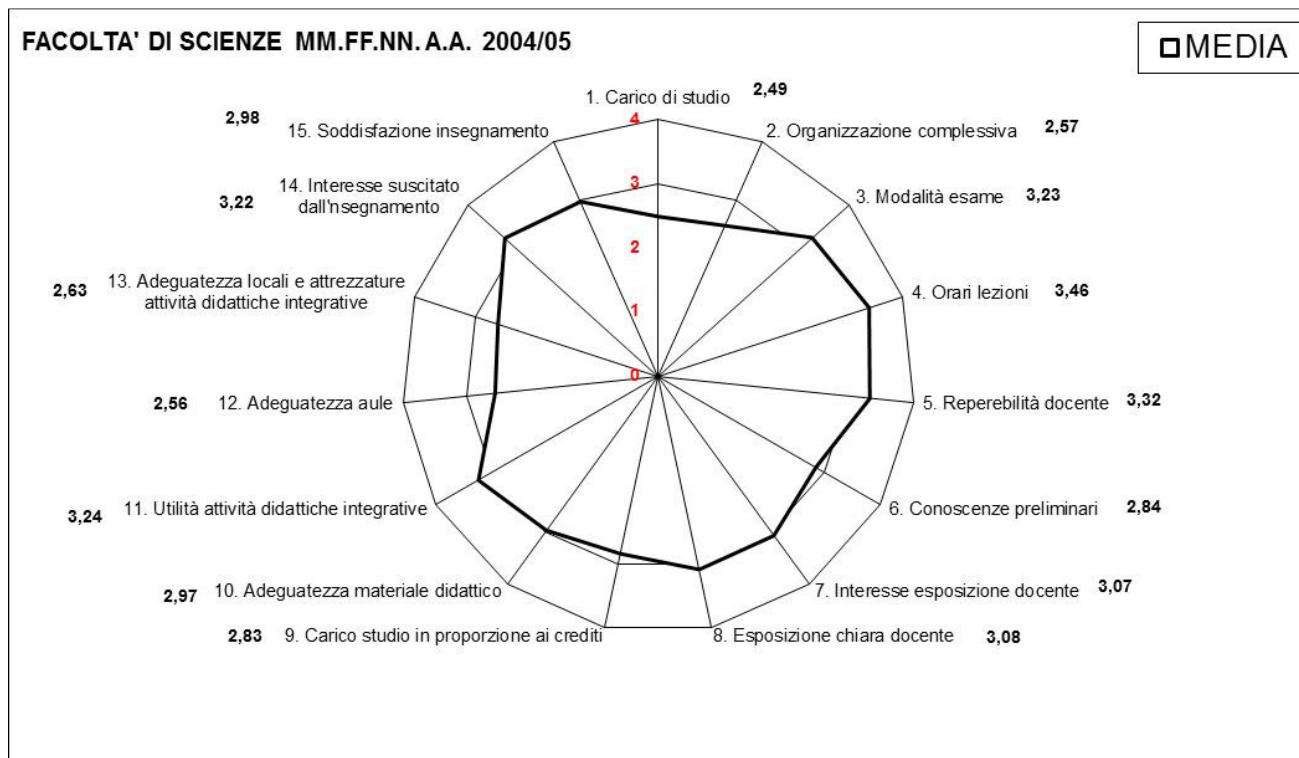 FACOLTA' DI SCIENZE MM.FF.NN. A.A. 2004/05
MEDIA
1. Carico di studio 2,49
2. Organizzazione complessiva 2,57
3. Modalità esame 3,23
4. Orari lezioni 3,46
5. Reperebilità docente 3,32
6. Conoscenze preliminari 2,84
7. Interesse esposizione docente 3,07
8. Esposizione chiara docente 3,08
9. Carico studio in proporzione ai crediti 2,83
10. Adeguatezza materiale didattico 2,97
11. Utilità attività didattiche integrative 3,24
12. Adeguatezza aule 2,56
13. Adeguatezza locali e attrezzature
attività didattiche integrative 2,63
14. Interesse suscitato
dall'nsegnamento 3,22
15. Soddisfazione insegnamento 2,98
4
3
2
1
0